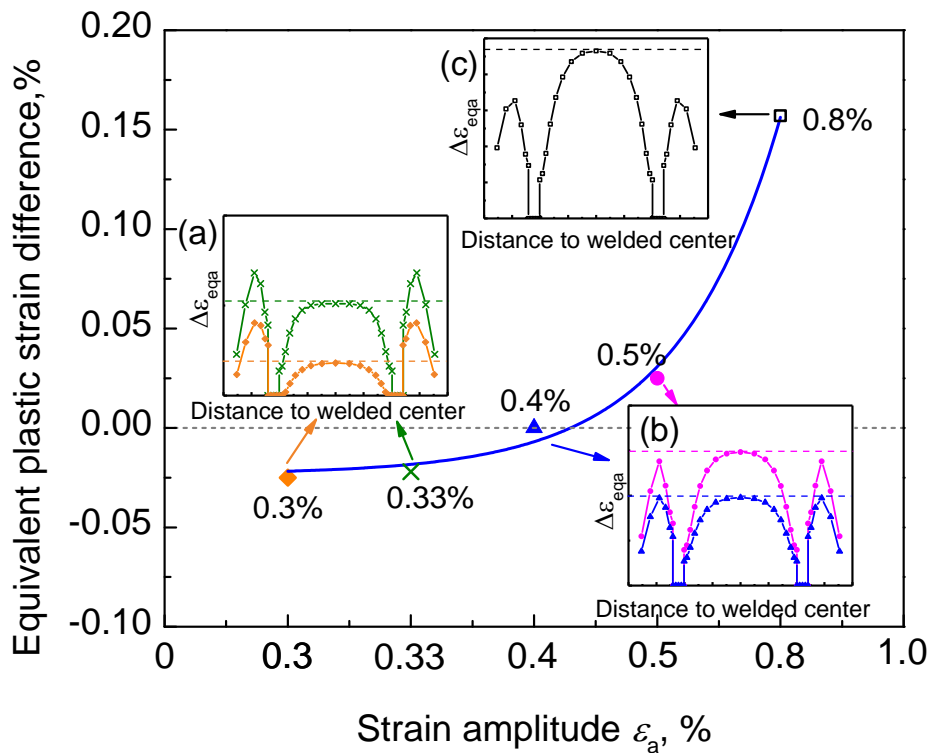 Equivalent plastic strain difference,%
0.20
0.15
0.10
0.05
0.00
-0.05
-0.10
(c)
Δε_eqa
Distance to welded center
0.8%
(a)
Δε_eqa
Distance to welded center
0.5%
0.4%
(b)
Δε_eqa
Distance to welded center
0.3%
0.33%
0 0.3 0.33 0.4 0.5 0.8 1.0
Strain amplitude ε_a, %